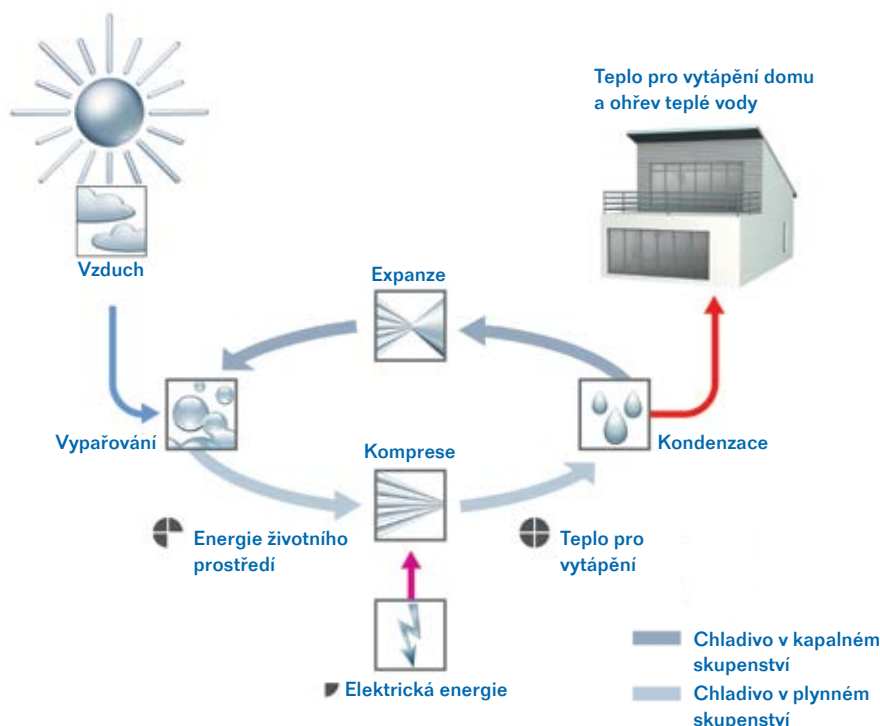 Teplo pro vytápění domu
a ohřev teplé vody
Vzduch
Expanze
Vypařování
Komprese
Kondenzace
Energie životního
prostředí
Teplo pro
vytápění
Elektrická energie
Chladivo v kapalném
skupenství
Chladivo v plynném
skupenství